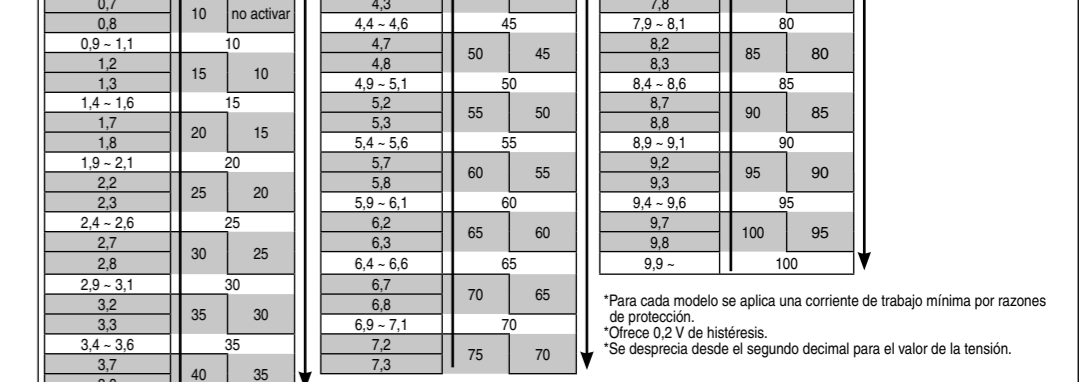 0,7
10 no activar
0,8
0,9 ~ 1,1 10
1,2
15 10
1,3
1,4 ~ 1,6 15
1,7
20 15
1,8
1,9 ~ 2,1 20
2,2
25 20
2,3
2,4 ~ 2,6 25
2,7
30 25
2,8
2,9 ~ 3,1 30
3,2
35 30
3,3
3,4 ~ 3,6 35
3,7
40 35
4,3
4,4 ~ 4,6 45
4,7
50 45
4,8
4,9 ~ 5,1 50
5,2
55 50
5,3
5,4 ~ 5,6 55
5,7
60 55
5,8
5,9 ~ 6,1 60
6,2
65 60
6,3
6,4 ~ 6,6 65
6,7
70 65
6,8
6,9 ~ 7,1 70
7,2
75 70
7,3
7,8
7,9 ~ 8,1 80
8,2
85 80
8,3
8,4 ~ 8,6 85
8,7
90 85
8,8
8,9 ~ 9,1 90
9,2
95 90
9,3
9,4 ~ 9,6 95
9,7
100 95
9,8
9,9 ~ 100
*Para cada modelo se aplica una corriente de trabajo mínima por razones
de protección.
*Ofrece 0,2 V de histéresis.
*Se desprecia desde el segundo decimal para el valor de la tensión.